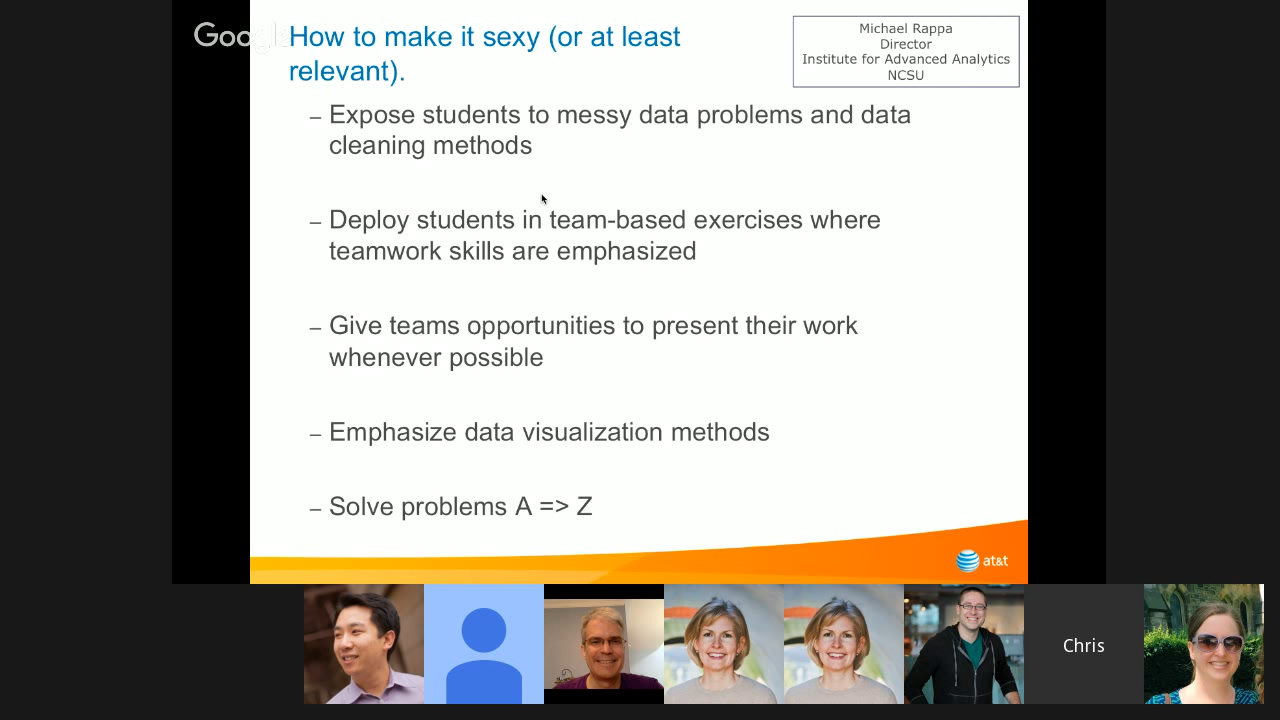 Google
How to make it sexy (or at least
relevant).
Michael Rappa
Director
Institute for Advanced Analytics
NCSU
– Expose students to messy data problems and data
cleaning methods
– Deploy students in team-based exercises where
teamwork skills are emphasized
– Give teams opportunities to present their work
whenever possible
– Emphasize data visualization methods
– Solve problems A => Z
at&t
Chris